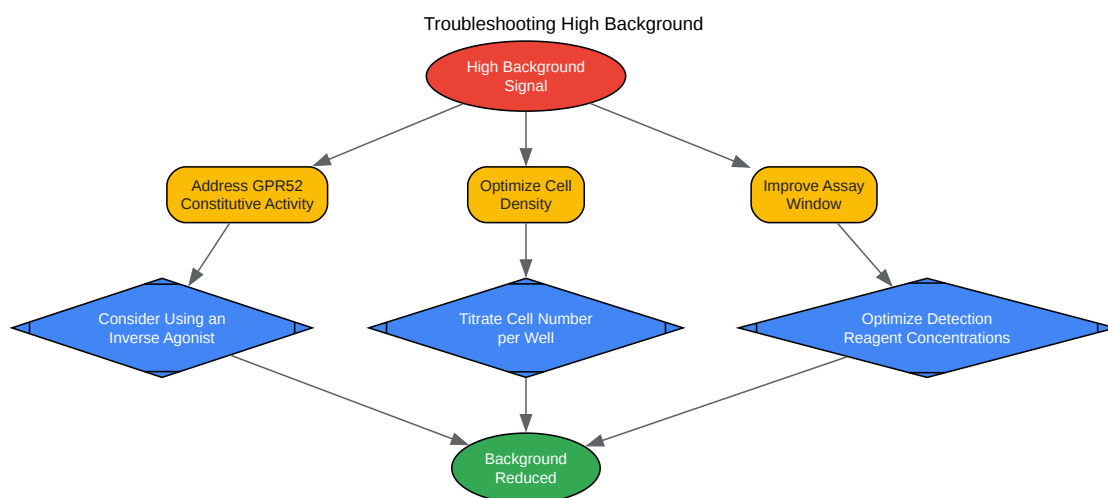 Troubleshooting High Background
High Background
Signal
Address GPR52
Constitutive Activity
Optimize Cell
Density
Improve Assay
Window
Consider Using an
Inverse Agonist
Titrate Cell Number
per Well
Optimize Detection
Reagent Concentrations
Background
Reduced